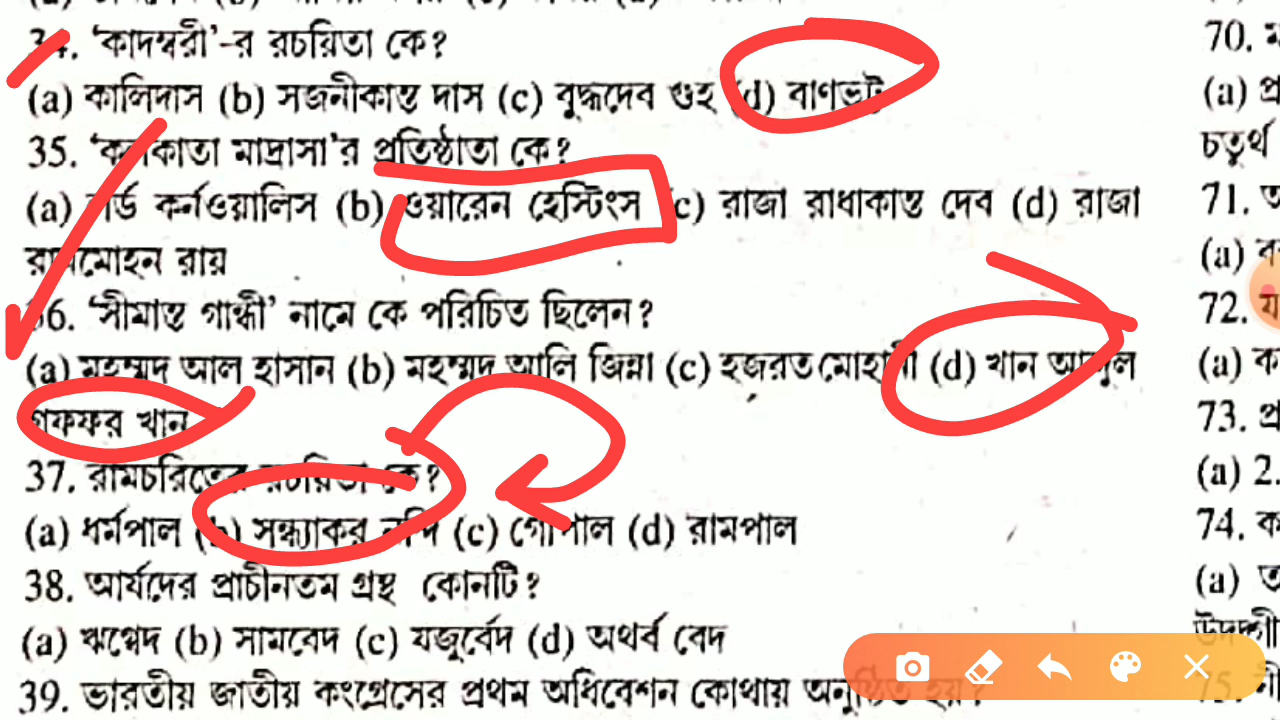 34. 'কাদম্বরী'-র রচয়িতা কে?
(a) কালিদাস (b) সজনীকান্ত দাস (c) বুদ্ধদেব গুহ (d) বাণভট্ট
35. 'কলকাতা মাদ্রাসা'র প্রতিষ্ঠাতা কে?
(a) লর্ড কর্নওয়ালিস (b) ওয়ারেন হেস্টিংস (c) রাজা রাধাকান্ত দেব (d) রাজা
রামমোহন রায়
36. 'সীমান্ত গান্ধী' নামে কে পরিচিত ছিলেন?
(a) মহম্মদ আল হাসান (b) মহম্মদ আলি জিন্না (c) হজরত মোহানী (d) খান আব্দুল
গফফর খান
37. রামচরিতের রচয়িতা কে?
(a) ধর্মপাল (b) সন্ধ্যাকর নন্দি (c) গোপাল (d) রামপাল
38. আর্যদের প্রাচীনতম গ্রন্থ কোনটি?
(a) ঋগ্বেদ (b) সামবেদ (c) যজুর্বেদ (d) অথর্ব বেদ
39. ভারতীয় জাতীয় কংগ্রেসের প্রথম অধিবেশন কোথায় অনুষ্ঠিত হয়?
70.
(a)
চতুর্থ
71.
(a)
72.
(a)
73.
(a) 2.
74.
(a)
75.